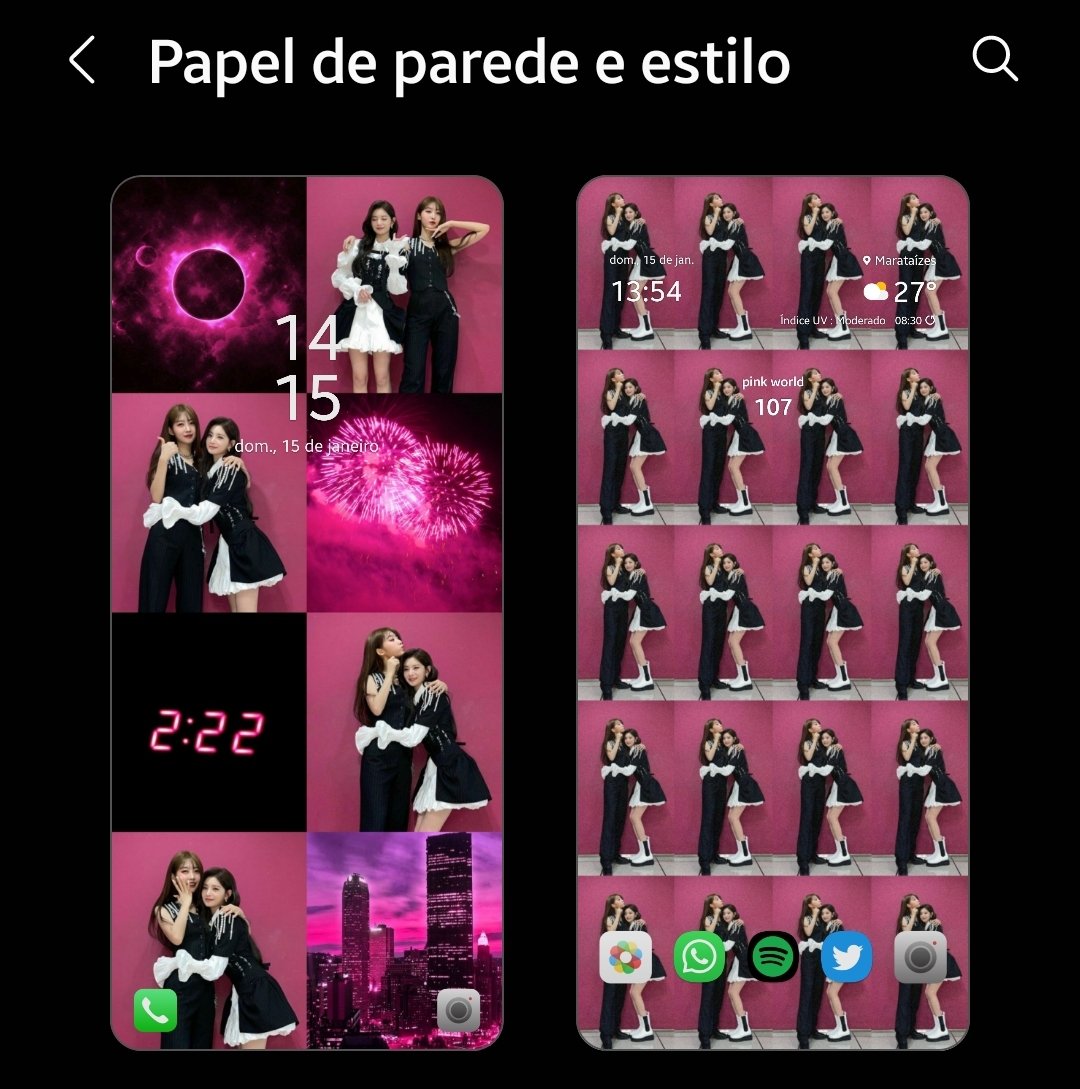 Papel de parede e estilo
14
15
dom., 15 de janeiro
2:22
dom., 15 de jan.
13:54
Marataízes
27°
Índice UV : Moderado 08:30
pink world
107